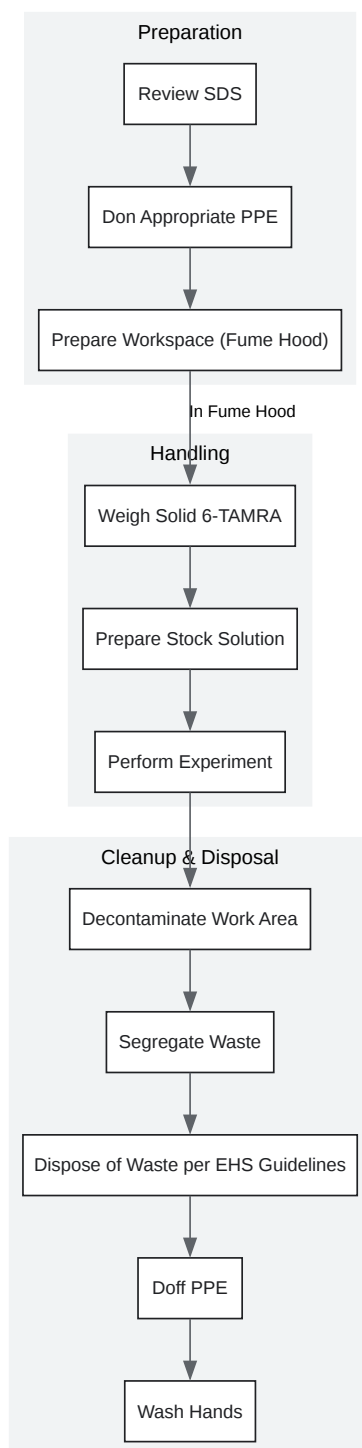 Preparation
Review SDS
Don Appropriate PPE
Prepare Workspace (Fume Hood)
In Fume Hood
Handling
Weigh Solid 6-TAMRA
Prepare Stock Solution
Perform Experiment
Cleanup & Disposal
Decontaminate Work Area
Segregate Waste
Dispose of Waste per EHS Guidelines
Doff PPE
Wash Hands